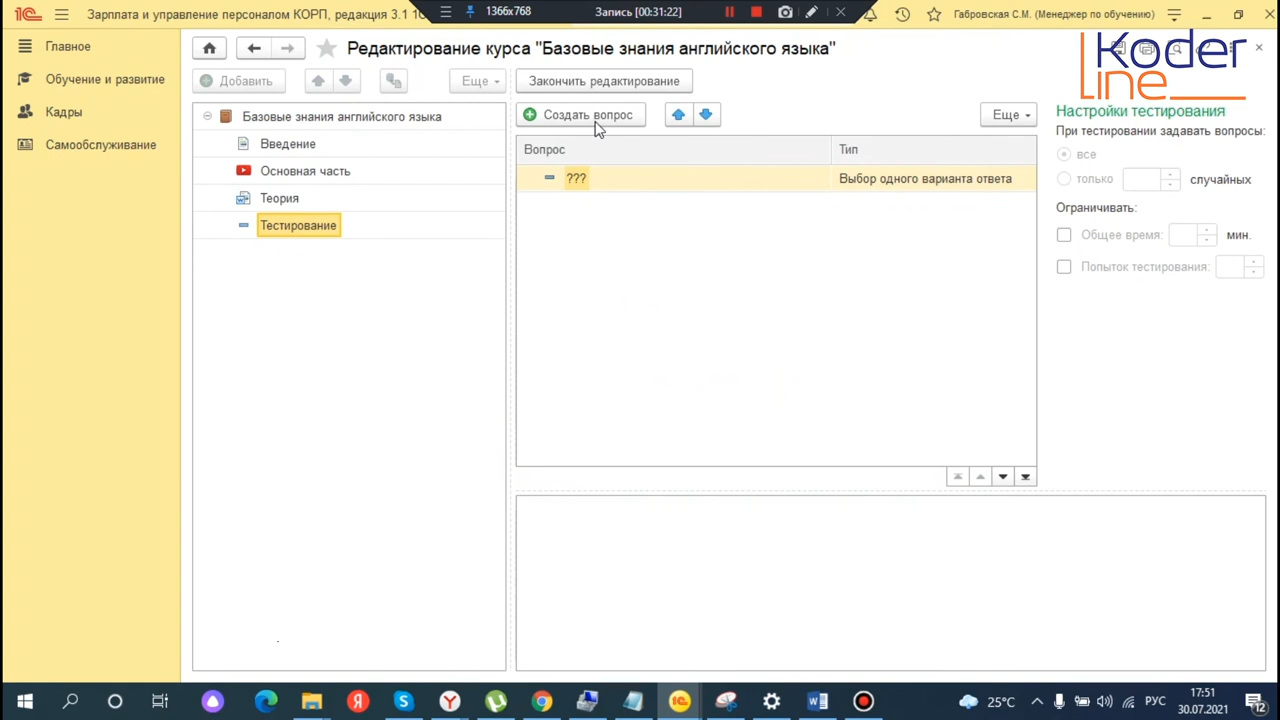 1С Зарплата и управление персоналом КОРП, редакция 3.1 1С
1366x768
Запись [00:31:22]
Габровская С.М. (Менеджер по обучению)
Koder
line
Главное
Обучение и развитие
Кадры
Самообслуживание
Редактирование курса "Базовые знания английского языка"
Добавить
Еще
Закончить редактирование
Базовые знания английского языка
Введение
Основная часть
Теория
Тестирование
Создать вопрос
Еще
Вопрос
Тип
???
Выбор одного варианта ответа
Настройки тестирования
При тестировании задавать вопросы:
все
только
случайных
Ограничивать:
Общее время:
мин.
Попыток тестирования:
25°C
РУС
17:51
30.07.2021
12